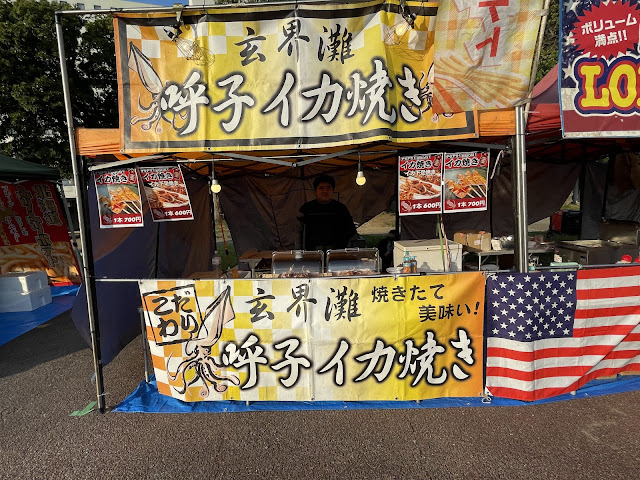 玄界灘
呼子イカ焼き
ボリューム
満点!!
LO
イカ焼き
1本700円
1本600円
1本600円
1本700円
こだ
わり
玄界灘
焼きたて
美味い!
呼子イカ焼き